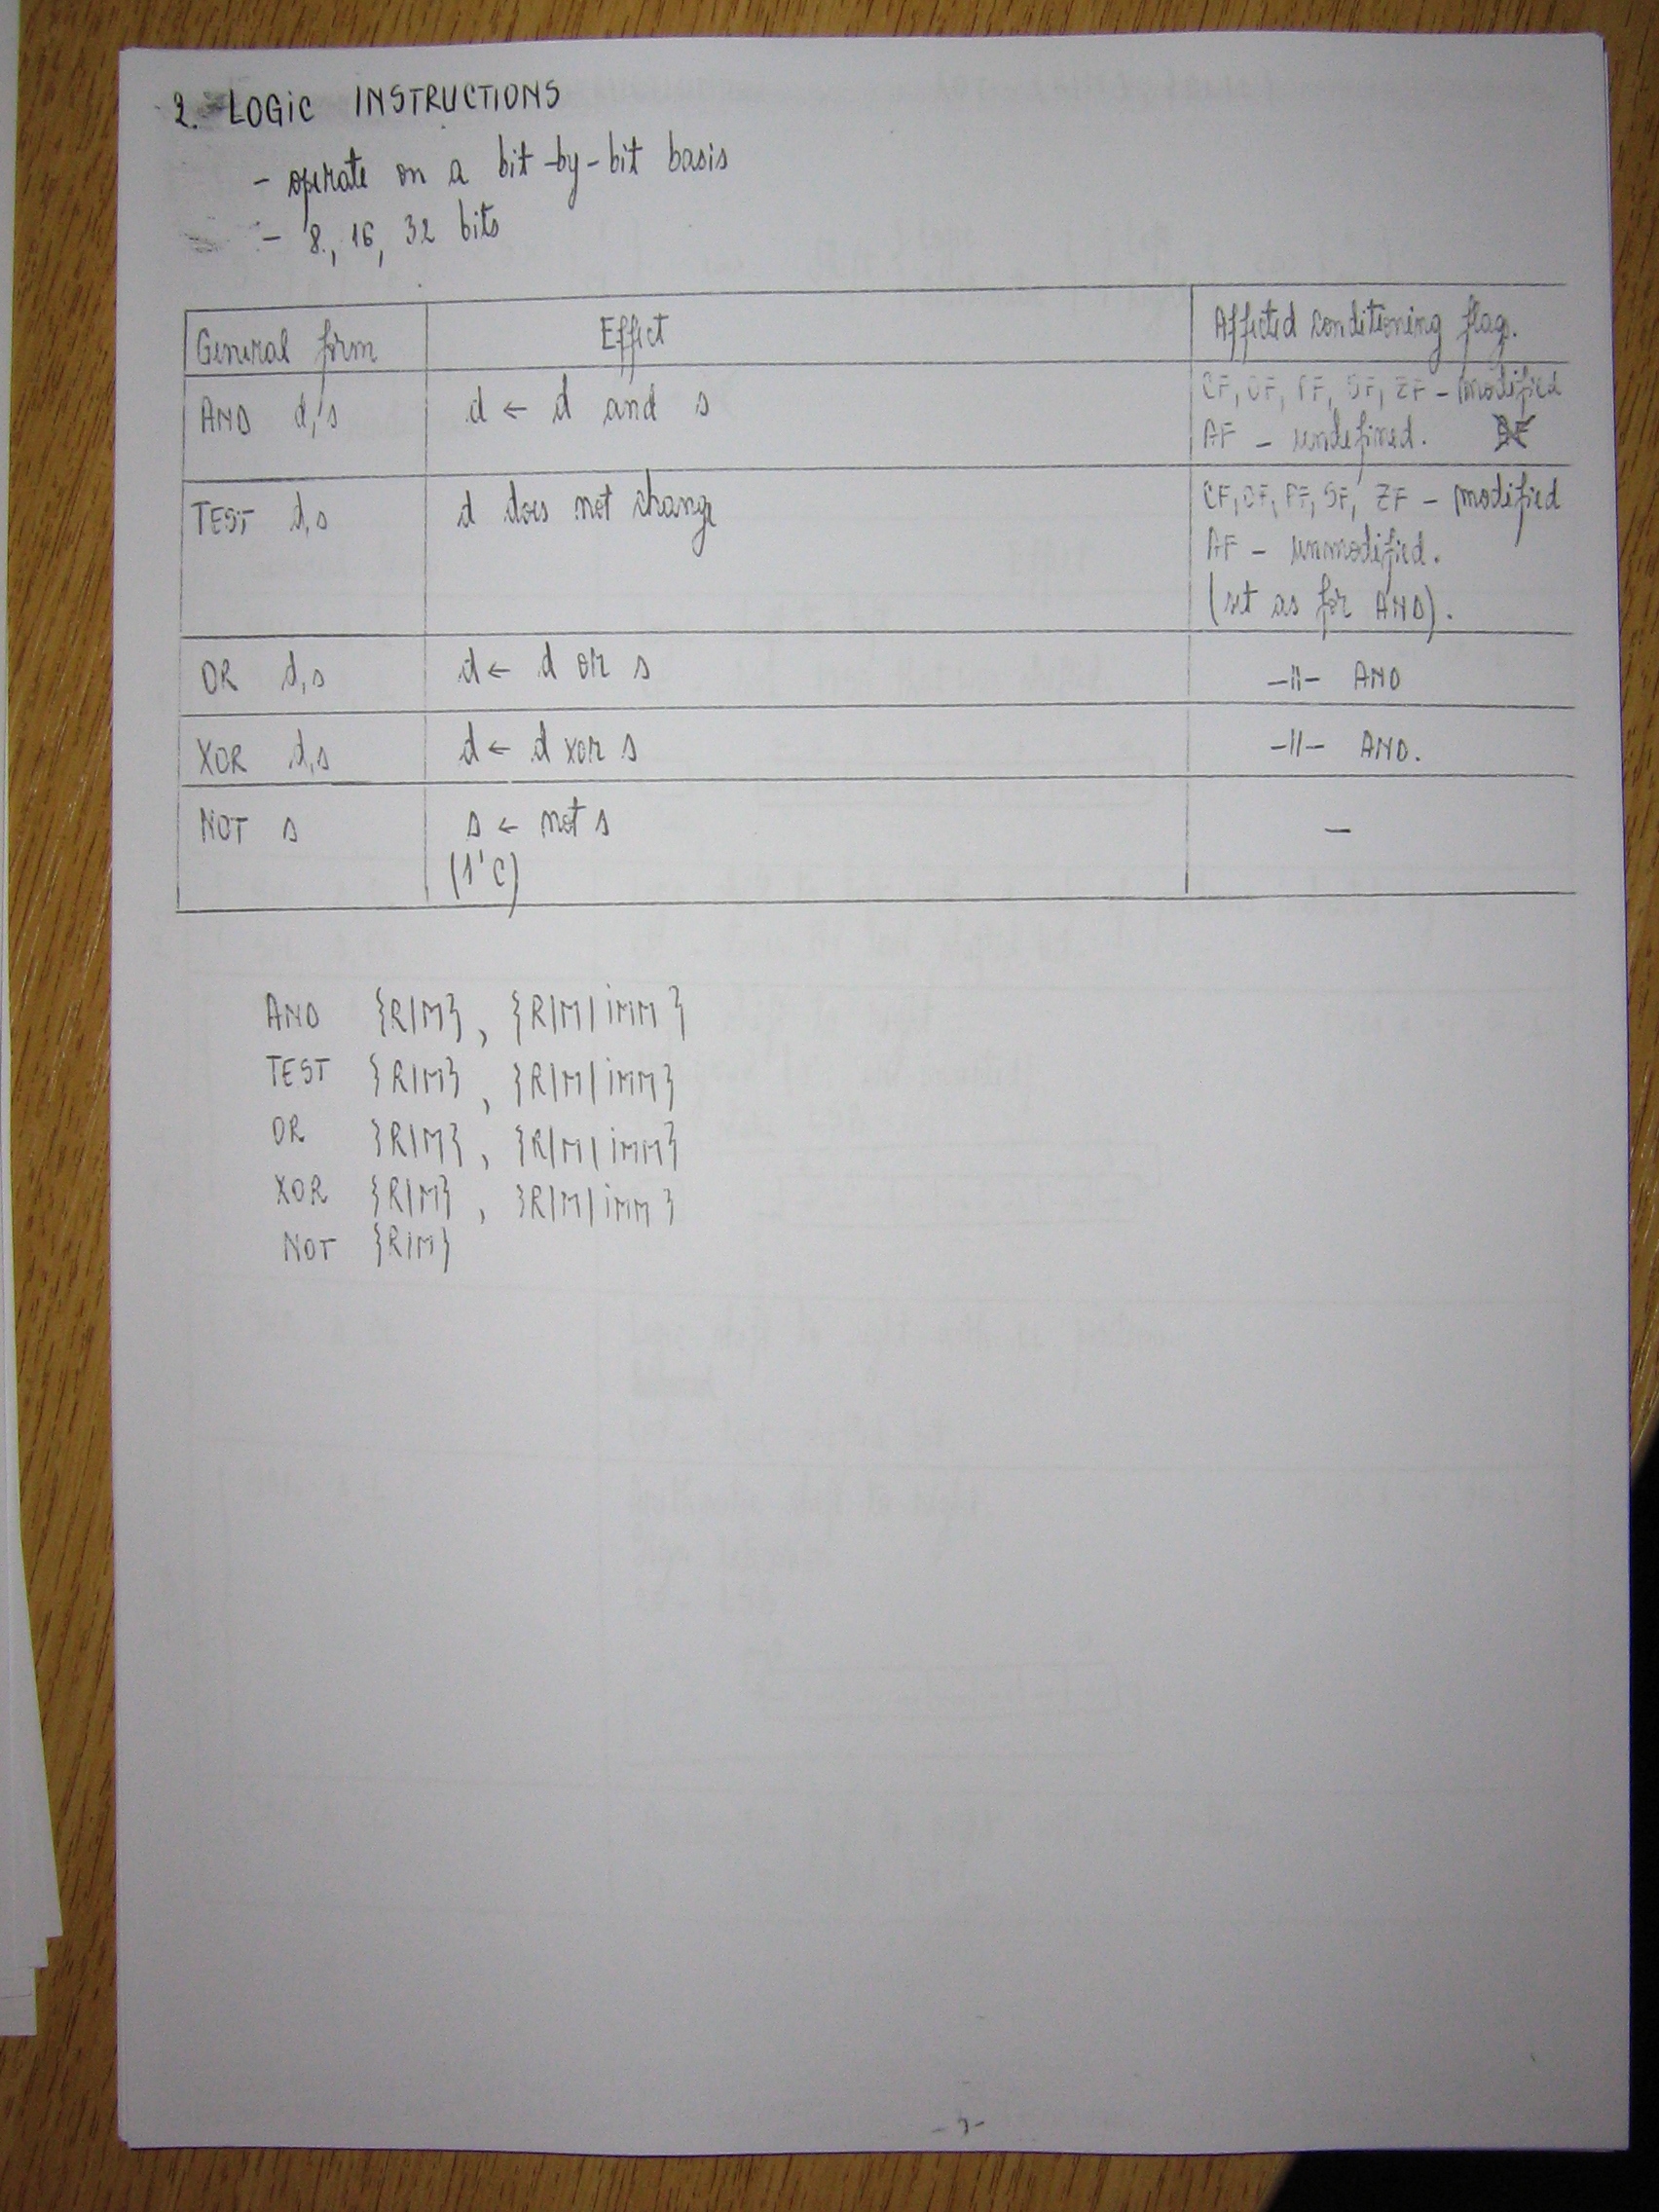 2. LOGIC INSTRUCTIONS
- operate on a bit-by-bit basis
- 8, 16, 32 bits
General form Effect Affected conditioning flag.
AND d,s d ← d and s CF, OF, PF, SF, ZF - modified
AF - undefined.
TEST d,s d does not change CF, OF, PF, SF, ZF - modified
AF - unmodified.
(set as for AND).
OR d,s d ← d or s -||- AND
XOR d,s d ← d xor s -||- AND.
NOT s s ← not s -
(1'C)
AND {R|M}, {R|M|imm}
TEST {R|M}, {R|M|imm}
OR {R|M}, {R|M|imm}
XOR {R|M}, {R|M|imm}
NOT {R|M}